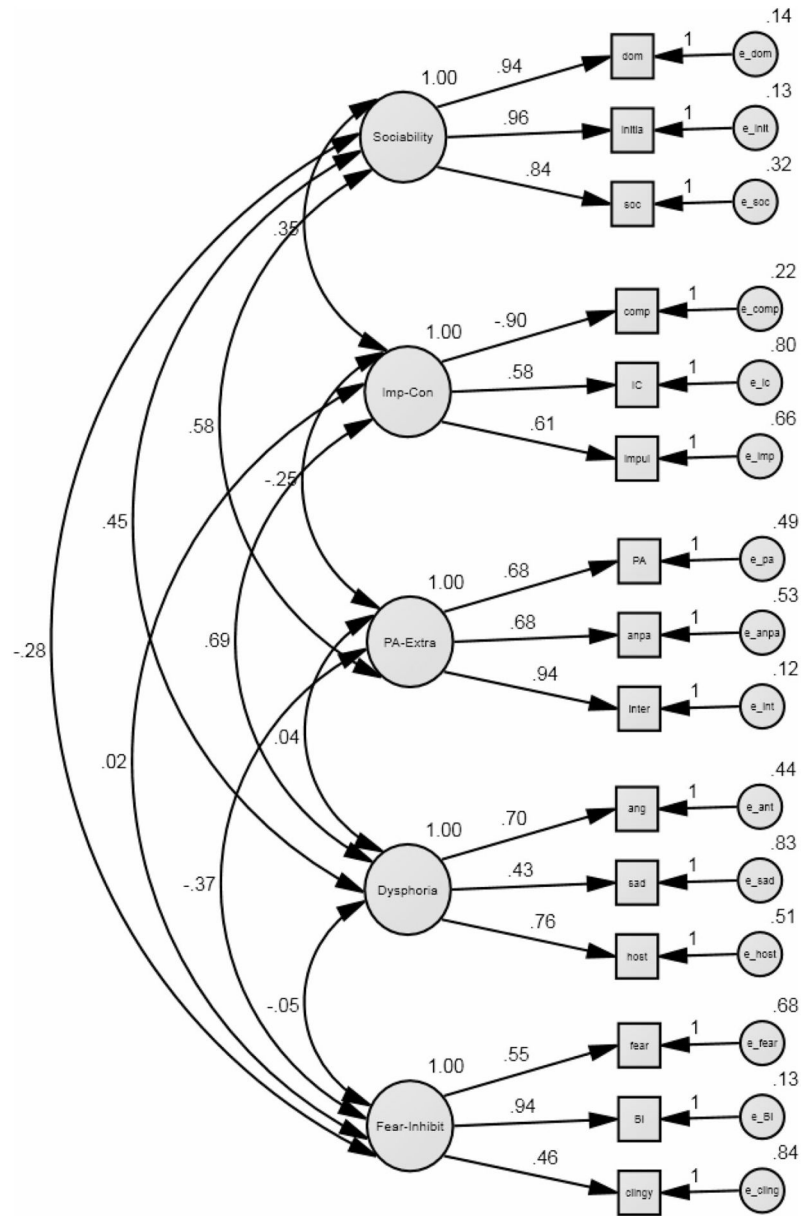 .14
1.00 .94 dom 1 e_dom
.13
Sociability .96 initia 1 e_init
.84 .32
soc 1 e_soc
.35
.22
1.00 -.90 comp 1 e_comp
.80
Imp-Con .58 IC 1 e_ic
.61 .66
.58 impul 1 e_imp
-.25
.45 .49
1.00 .68 PA 1 e_pa
.53
PA-Extra .68 anpa 1 e_anpa
-.28 .69 .94 .12
inter 1 e_int
.04
.02 .44
1.00 .70 ang 1 e_ant
.83
-.37 Dysphoria .43 sad 1 e_sad
.76 .51
host 1 e_host
-.05
.68
1.00 .55 fear 1 e_fear
.13
Fear-Inhibit .94 BI 1 e_BI
.46 .84
clingy 1 e_cling